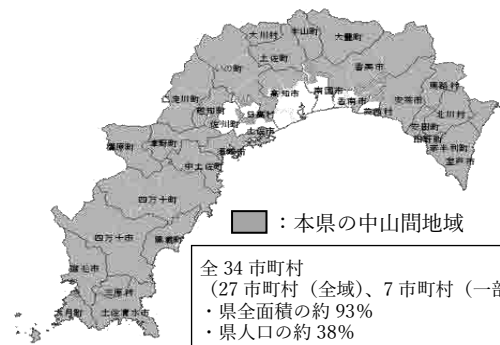 大川村
本山町
大豊町
いの町
土佐町
香美市
高知市
南国市
香南市
馬路村
仁淀川町
越知町
日高村
安芸市
北川村
芸西村
佐川町
土佐市
安田町
田野町
津野町
須崎市
奈半利町
梼原町
室戸市
中土佐町
四万十町
四万十市
黒潮町
宿毛市
三原村
大月町
土佐清水市
：本県の中山間地域
全 34 市町村
（27 市町村（全域）、7 市町村（一部
・県全面積の約 93%
・県人口の約 38%